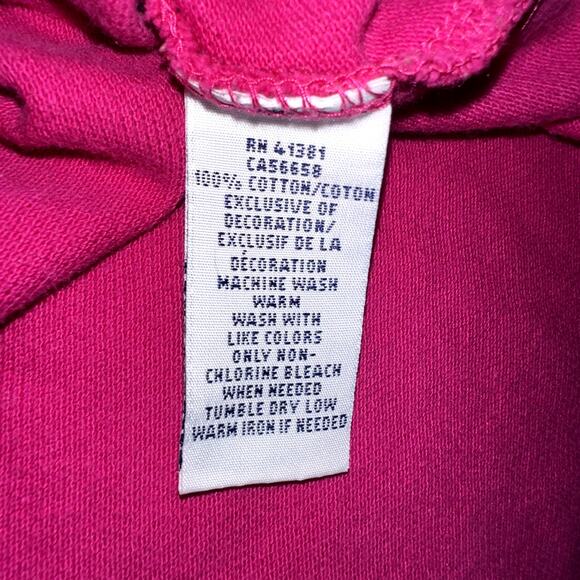 RN 41381
CA56658
100% COTTON/COTON
EXCLUSIVE OF
DECORATION/
EXCLUSIF DE LA
DÉCORATION
MACHINE WASH
WARM
WASH WITH
LIKE COLORS
ONLY NON-
CHLORINE BLEACH
WHEN NEEDED
TUMBLE DRY LOW
WARM IRON IF NEEDED